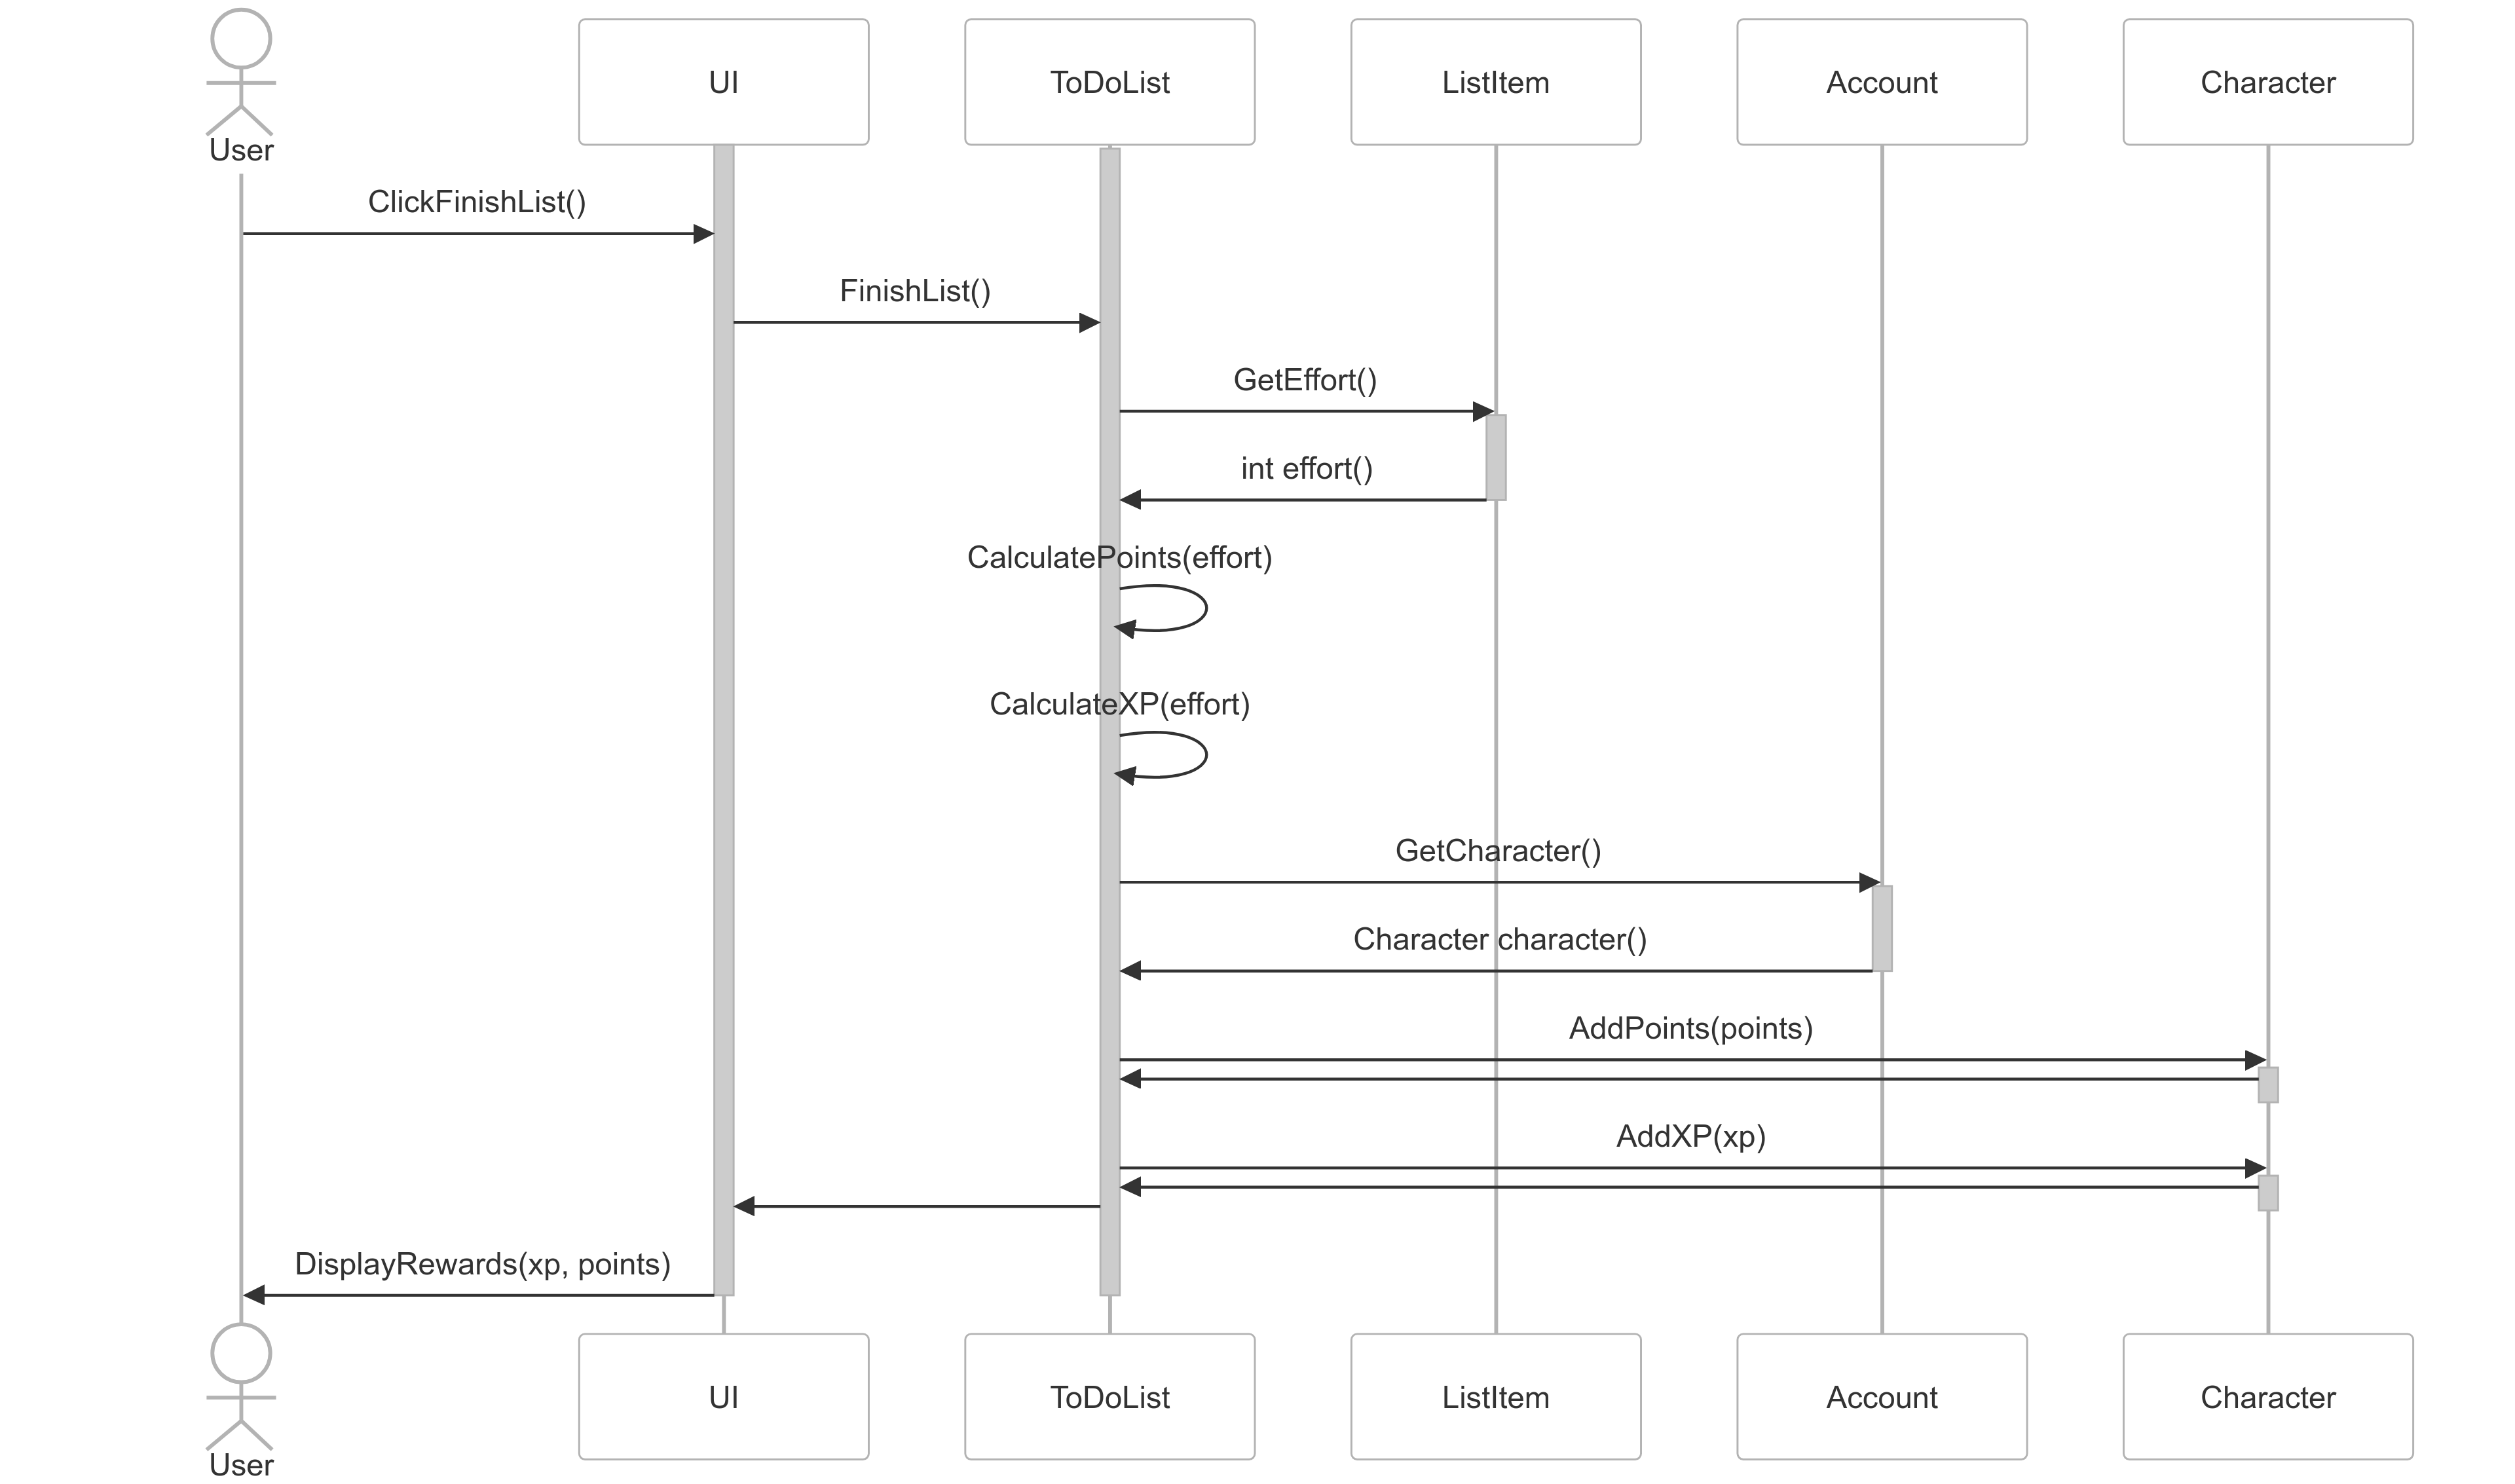 User
UI
ToDoList
ListItem
Account
Character
ClickFinishList()
FinishList()
GetEffort()
int effort()
CalculatePoints(effort)
CalculateXP(effort)
GetCharacter()
Character character()
AddPoints(points)
AddXP(xp)
DisplayRewards(xp, points)
User
UI
ToDoList
ListItem
Account
Character